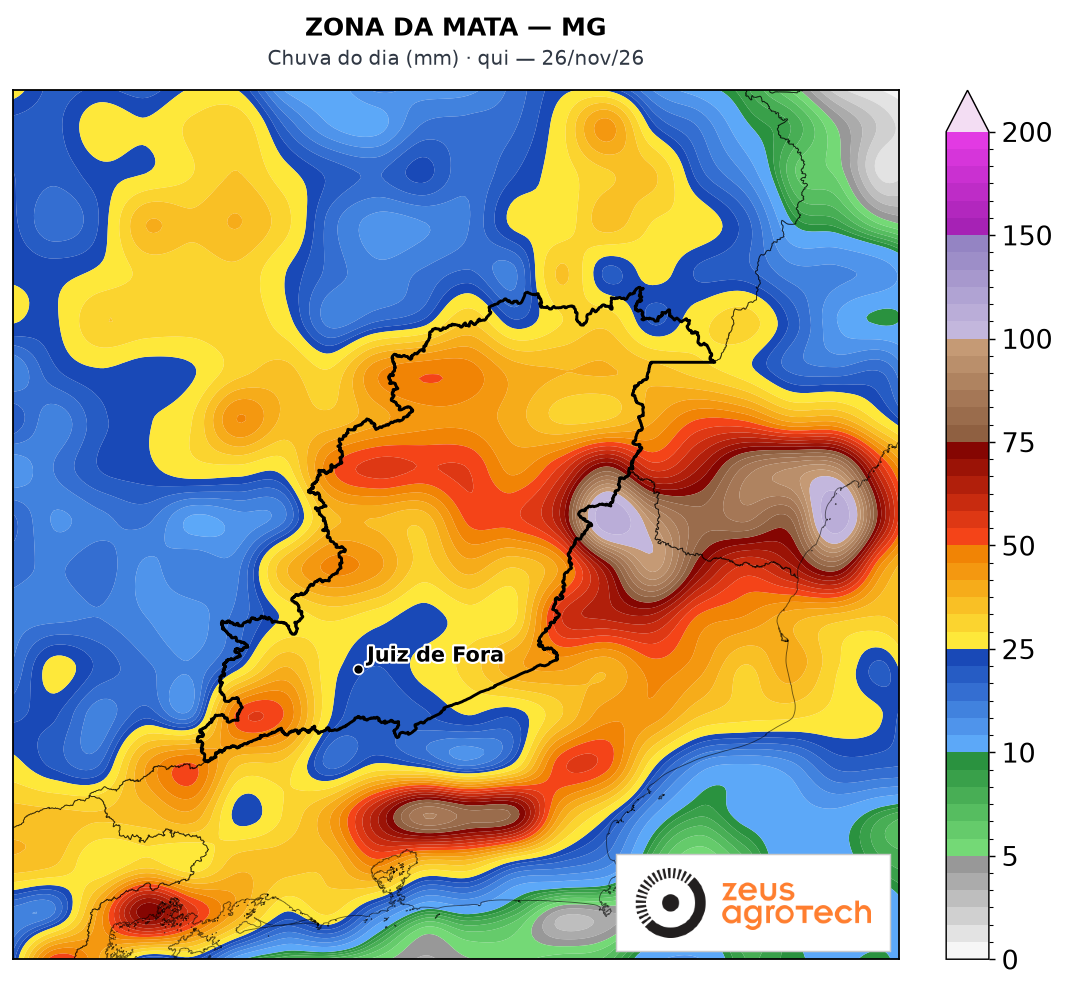 ZONA DA MATA — MG
Chuva do dia (mm) · qui — 26/nov/26
200
150
100
75
50
25
10
5
0
Juiz de Fora
zeus
agrotech